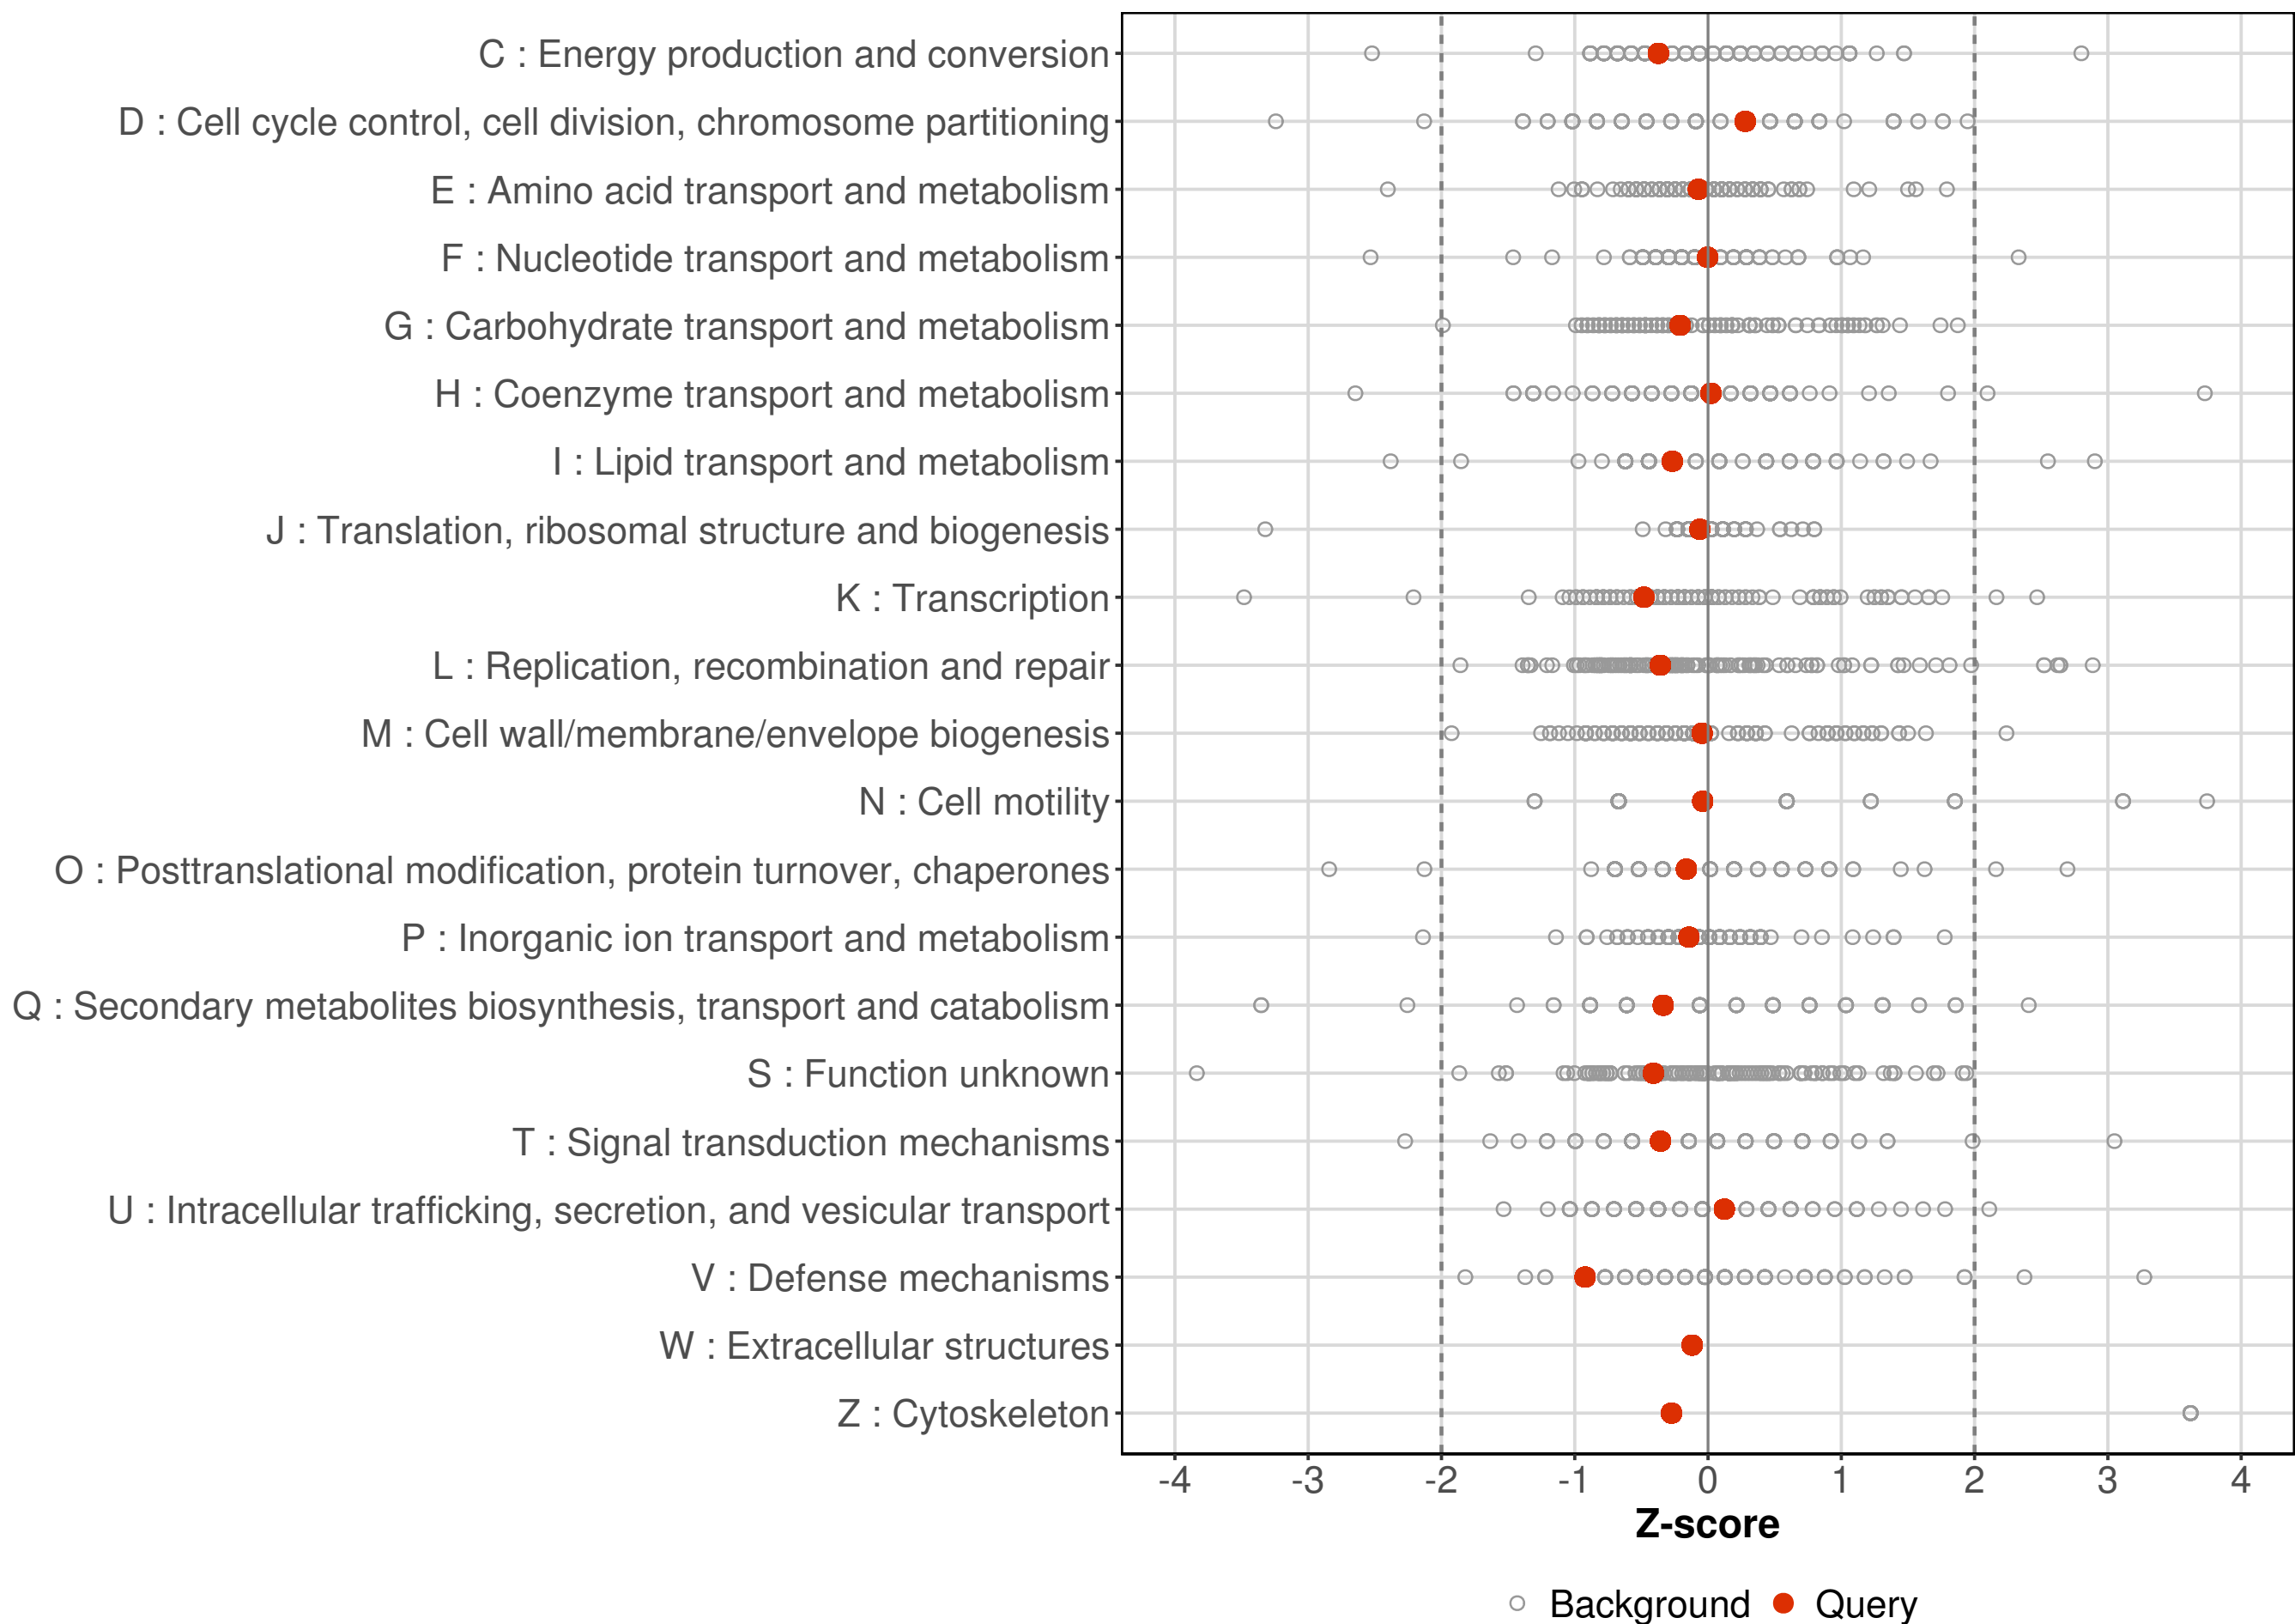 C : Energy production and conversion
D : Cell cycle control, cell division, chromosome partitioning
E : Amino acid transport and metabolism
F : Nucleotide transport and metabolism
G : Carbohydrate transport and metabolism
H : Coenzyme transport and metabolism
I : Lipid transport and metabolism
J : Translation, ribosomal structure and biogenesis
K : Transcription
L : Replication, recombination and repair
M : Cell wall/membrane/envelope biogenesis
N : Cell motility
O : Posttranslational modification, protein turnover, chaperones
P : Inorganic ion transport and metabolism
Q : Secondary metabolites biosynthesis, transport and catabolism
S : Function unknown
T : Signal transduction mechanisms
U : Intracellular trafficking, secretion, and vesicular transport
V : Defense mechanisms
W : Extracellular structures
Z : Cytoskeleton
-4 -3 -2 -1 0 1 2 3 4
Z-score
Background Query